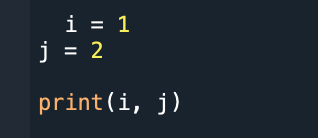 i = 1
j = 2

print(i, j)